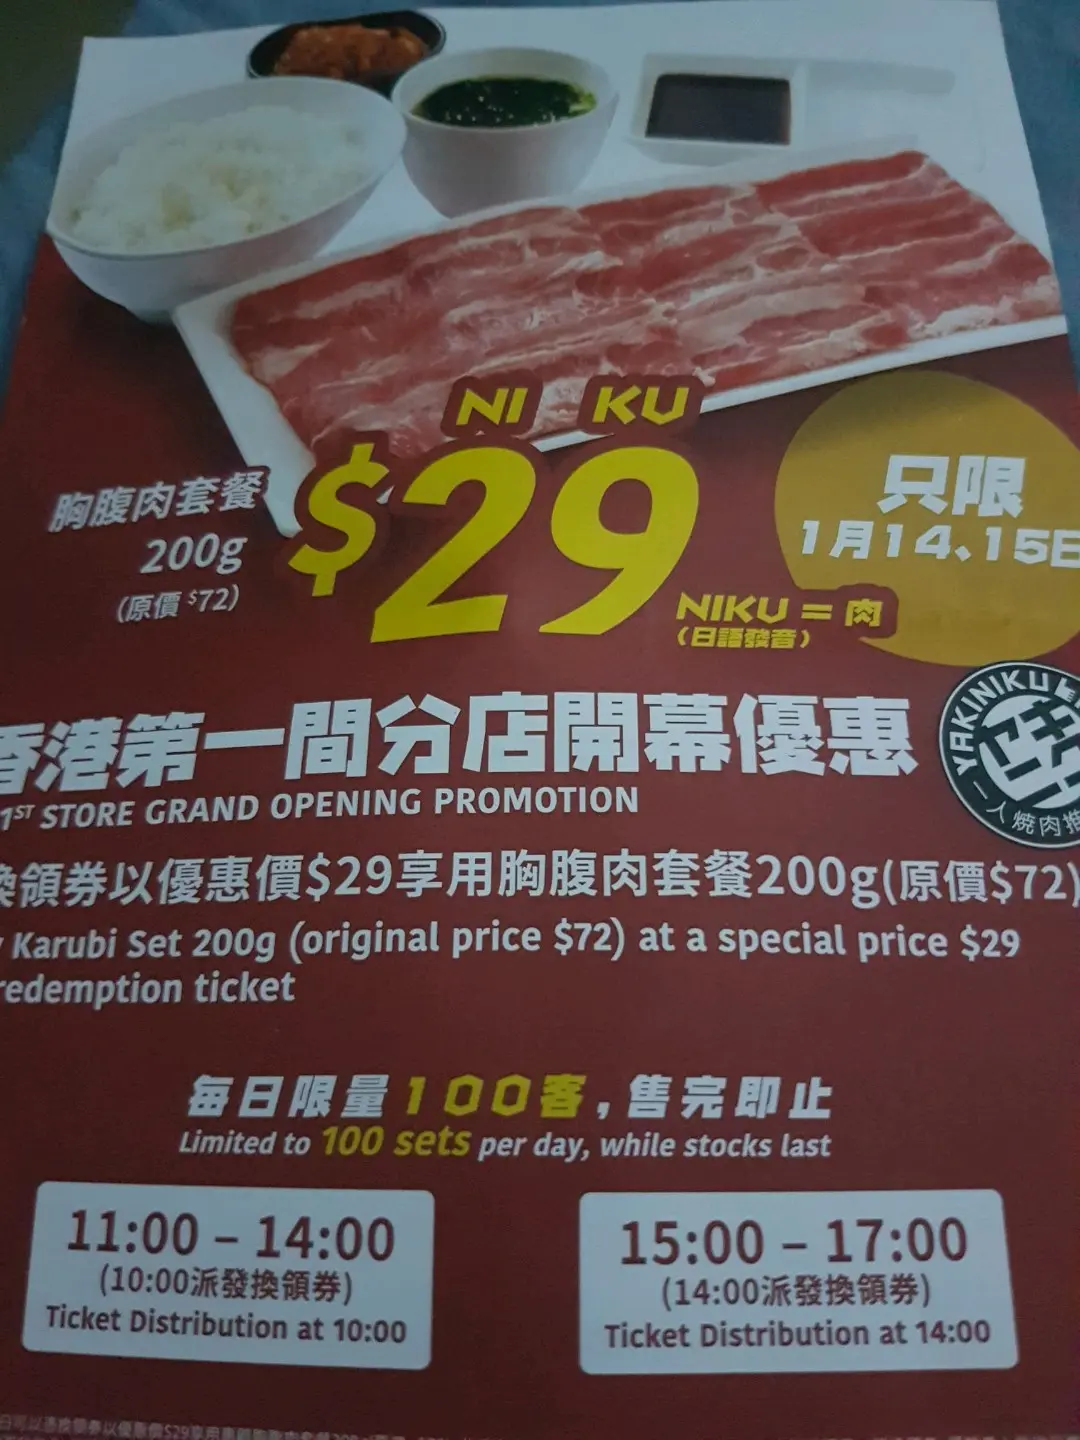 NI KU
$29
胸腹肉套餐
200g
(原價 $72)
只限
1月14、15日
NIKU = 肉
(日語發音)
YAKINIKU
一人燒肉推
香港第一間分店開幕優惠
1ST STORE GRAND OPENING PROMOTION
換領券以優惠價$29享用胸腹肉套餐200g(原價$72)
Karubi Set 200g (original price $72) at a special price $29
redemption ticket
每日限量100客，售完即止
Limited to 100 sets per day, while stocks last
11:00 – 14:00
(10:00派發換領券)
Ticket Distribution at 10:00
15:00 – 17:00
(14:00派發換領券)
Ticket Distribution at 14:00